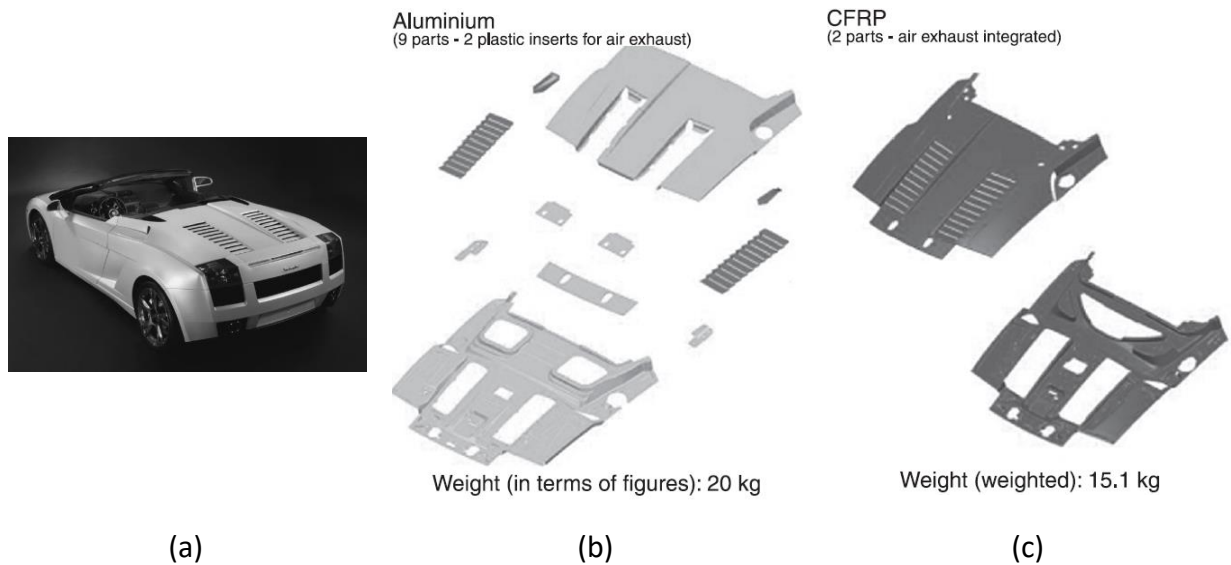 Aluminium
(9 parts - 2 plastic inserts for air exhaust)
CFRP
(2 parts - air exhaust integrated)
Weight (in terms of figures): 20 kg
Weight (weighted): 15.1 kg
(a)
(b)
(c)